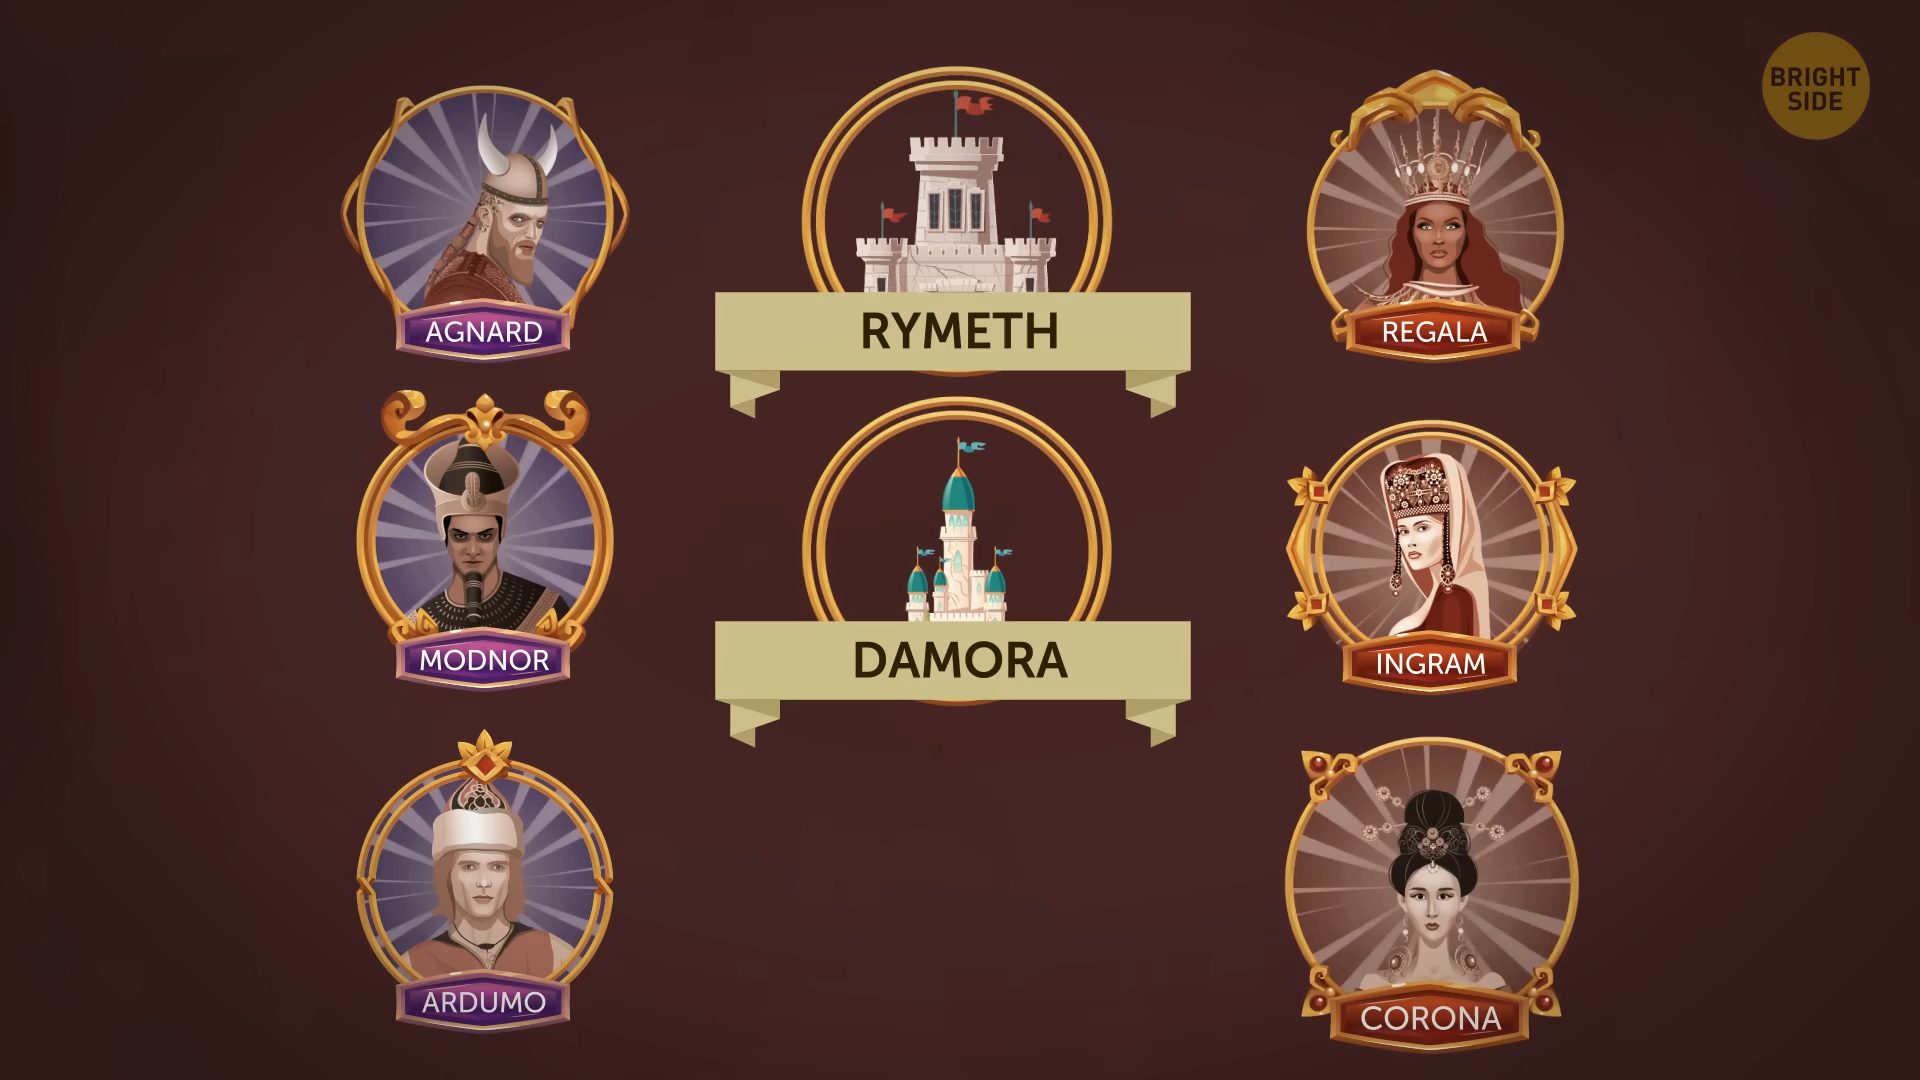 BRIGHT
SIDE
AGNARD
RYMETH
REGALA
MODNOR
DAMORA
INGRAM
ARDUMO
CORONA